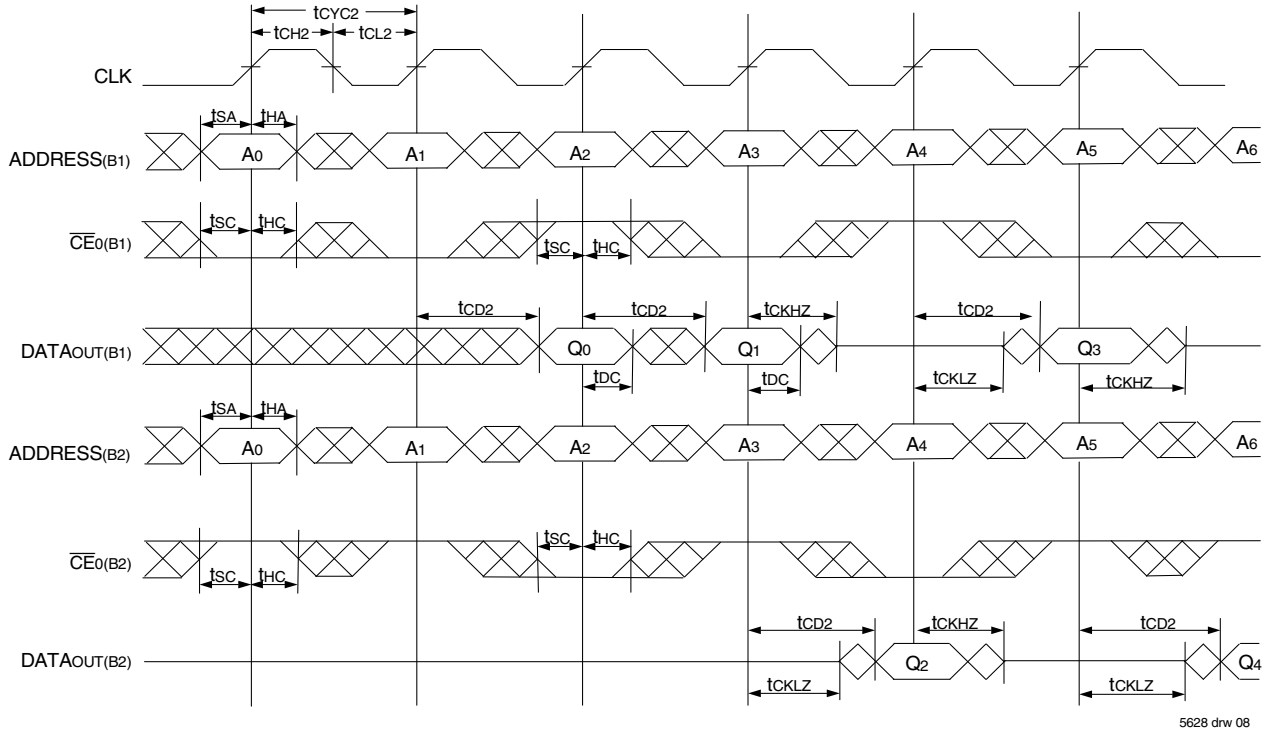 tCYC2
tCH2 tCL2
CLK
tSA tHA
ADDRESS(B1) A0 A1 A2 A3 A4 A5 A6
tSC tHC
CE0(B1)
tSC tHC
tCD2 tCD2 tCKHZ tCD2
DATAOUT(B1) Q0 Q1 Q3
tDC tDC tCKLZ tCKHZ
tSA tHA
ADDRESS(B2) A0 A1 A2 A3 A4 A5 A6
tSC tHC
CE0(B2)
tSC tHC
tCD2 tCKHZ tCD2
DATAOUT(B2) Q2 Q4
tCKLZ tCKLZ
5628 drw 08